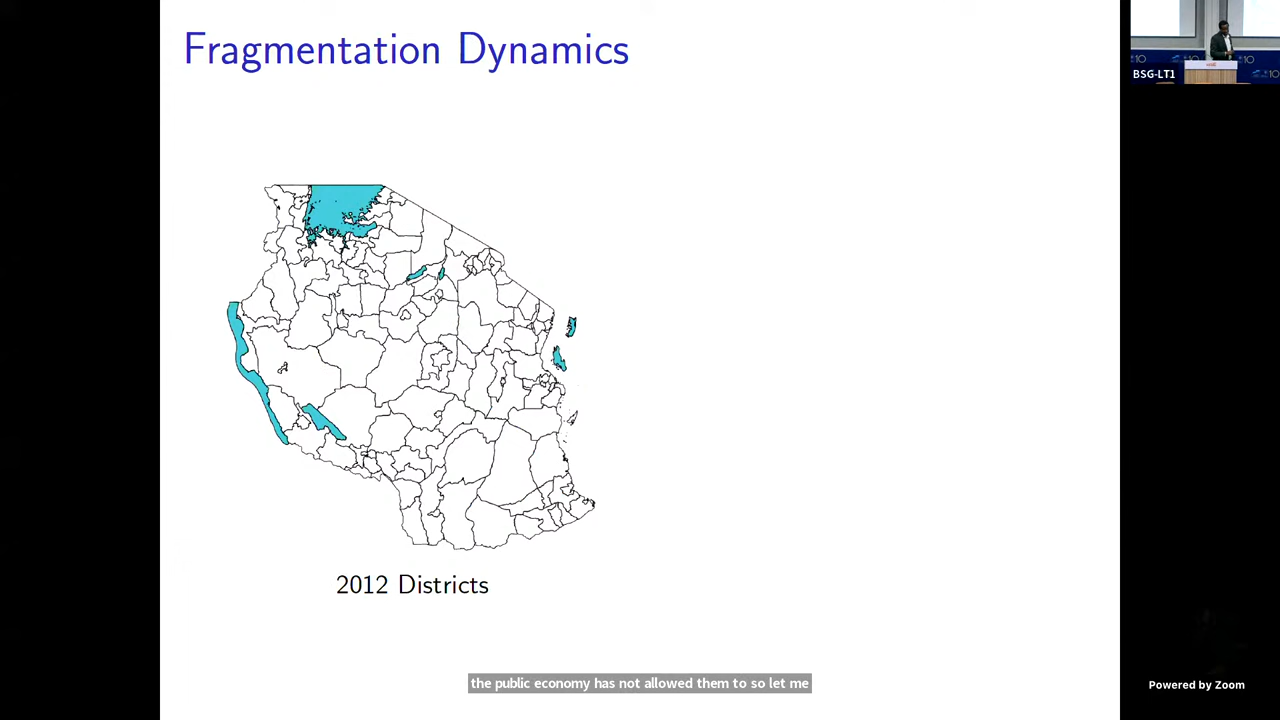 Fragmentation Dynamics
BSG-LT1
2012 Districts
the public economy has not allowed them to so let me
Powered by Zoom